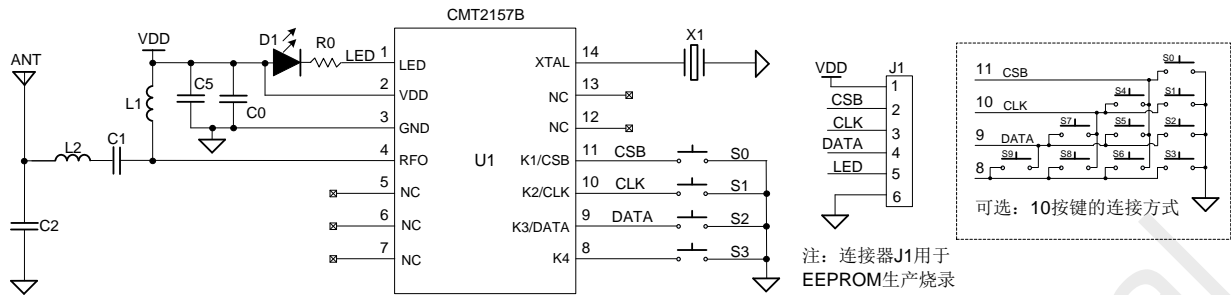 CMT2157B
ANT
VDD
D1
R0
LED
1
LED
L1
C5
C0
2
VDD
3
GND
L2
C1
4
RFO
U1
5
NC
6
NC
7
NC
C2
X1
14
XTAL
13
NC
12
NC
K1/CSB
11
CSB
S0
K2/CLK
10
CLK
S1
K3/DATA
9
DATA
S2
K4
8
S3
VDD
J1
1
CSB
2
CLK
3
DATA
4
LED
5
6
注：连接器J1用于
EEPROM生产烧录
S0
11 CSB
S4 S1
10 CLK
S7 S5 S2
9 DATA
S9 S8 S6 S3
8
可选：10按键的连接方式